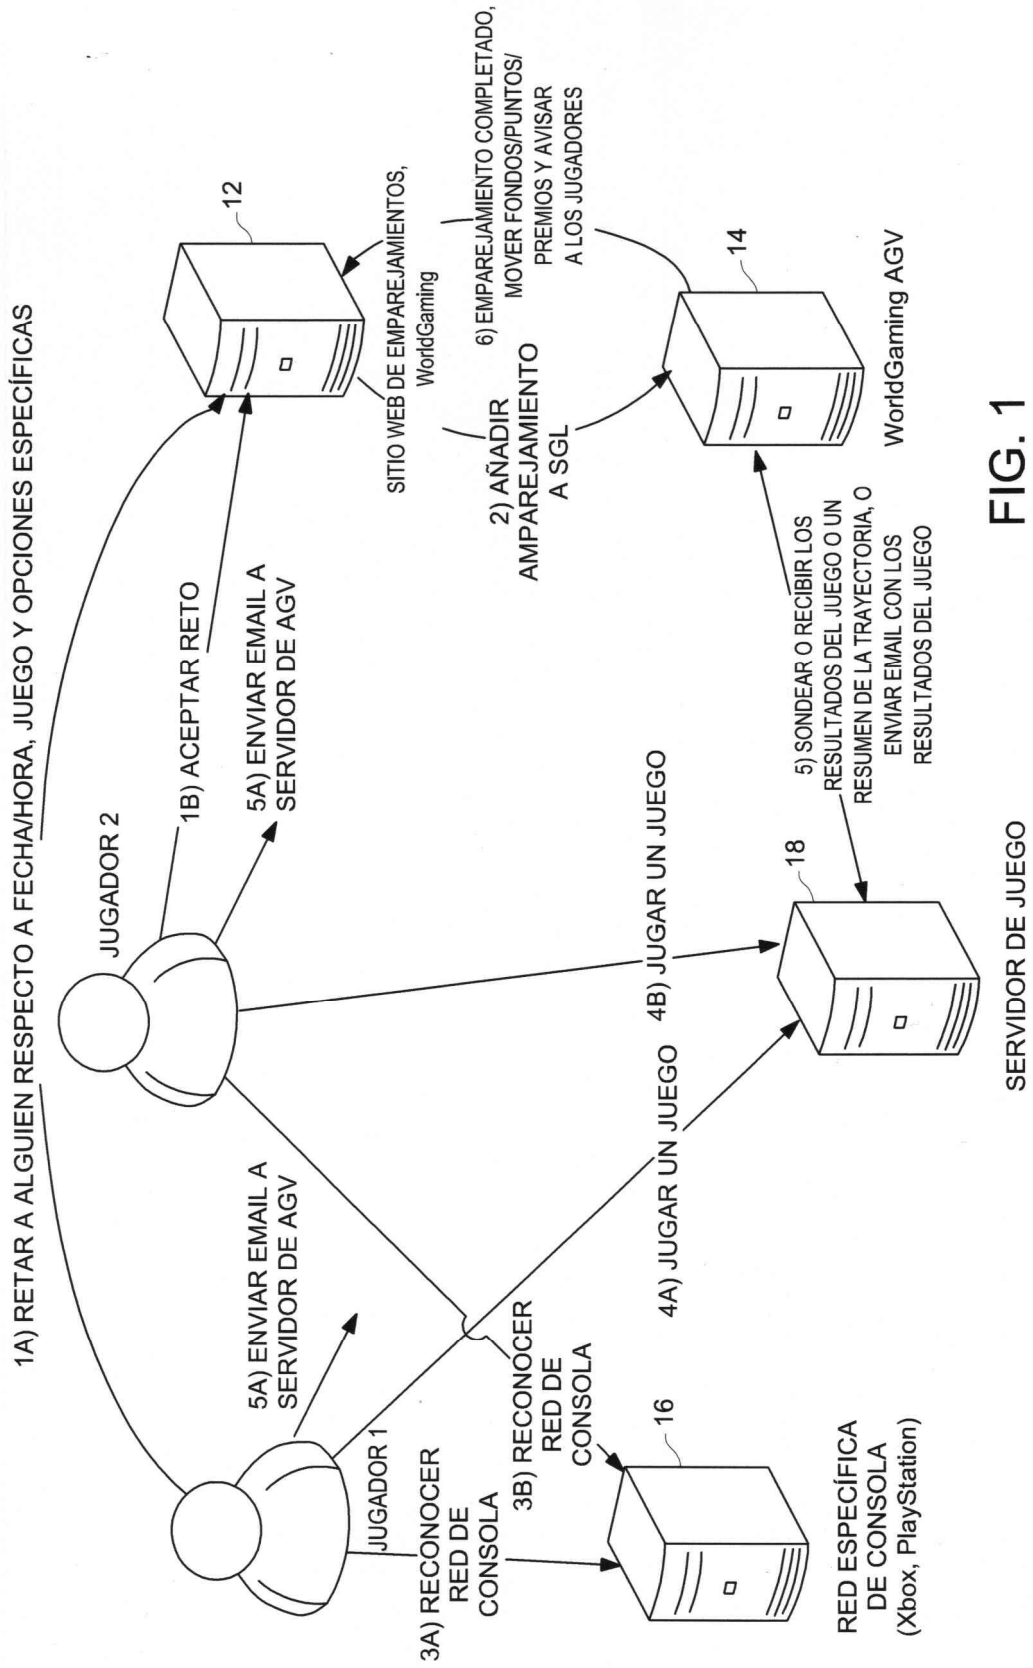 1A) RETAR A ALGUIEN RESPECTO A FECHA/HORA, JUEGO Y OPCIONES ESPECÍFICAS
JUGADOR 2
1B) ACEPTAR RETO
5A) ENVIAR EMAIL A
SERVIDOR DE AGV
12
SITIO WEB DE EMPAREJAMIENTOS,
WorldGaming
5A) ENVIAR EMAIL A
SERVIDOR DE AGV
JUGADOR 1
3A) RECONOCER
RED DE
CONSOLA
3B) RECONOCER
RED DE
CONSOLA
16
RED ESPECÍFICA
DE CONSOLA
(Xbox, PlayStation)
4A) JUGAR UN JUEGO
4B) JUGAR UN JUEGO
18
SERVIDOR DE JUEGO
2) AÑADIR
AMPAREJAMIENTO
A SGL
6) EMPAREJAMIENTO COMPLETADO,
MOVER FONDOS/PUNTOS/
PREMIOS Y AVISAR
A LOS JUGADORES
14
WorldGaming AGV
5) SONDEAR O RECIBIR LOS
RESULTADOS DEL JUEGO O UN
RESUMEN DE LA TRAYECTORIA, O
ENVIAR EMAIL CON LOS
RESULTADOS DEL JUEGO
FIG. 1